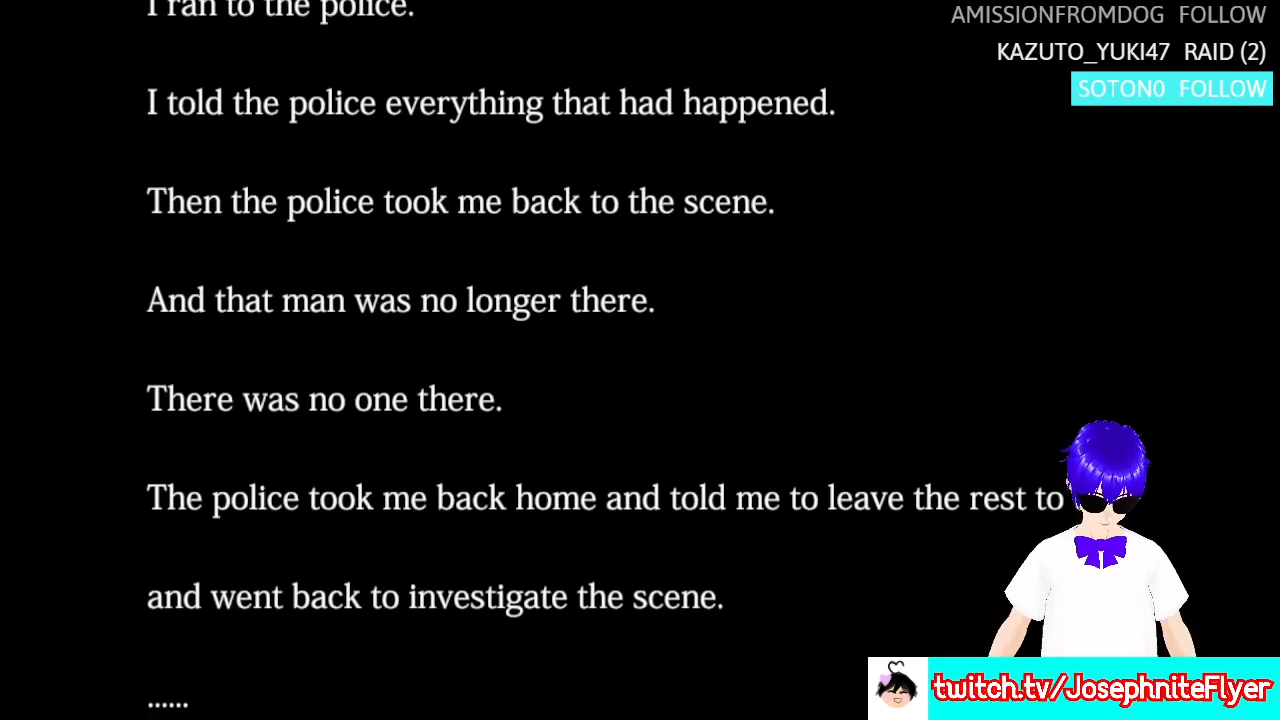 I ran to the police.
AMISSIONFROMDOG FOLLOW
KAZUTO_YUKI47 RAID (2)
SOTON0 FOLLOW
I told the police everything that had happened.
Then the police took me back to the scene.
And that man was no longer there.
There was no one there.
The police took me back home and told me to leave the rest to
and went back to investigate the scene.
......
twitch.tv/JosephniteFlyer